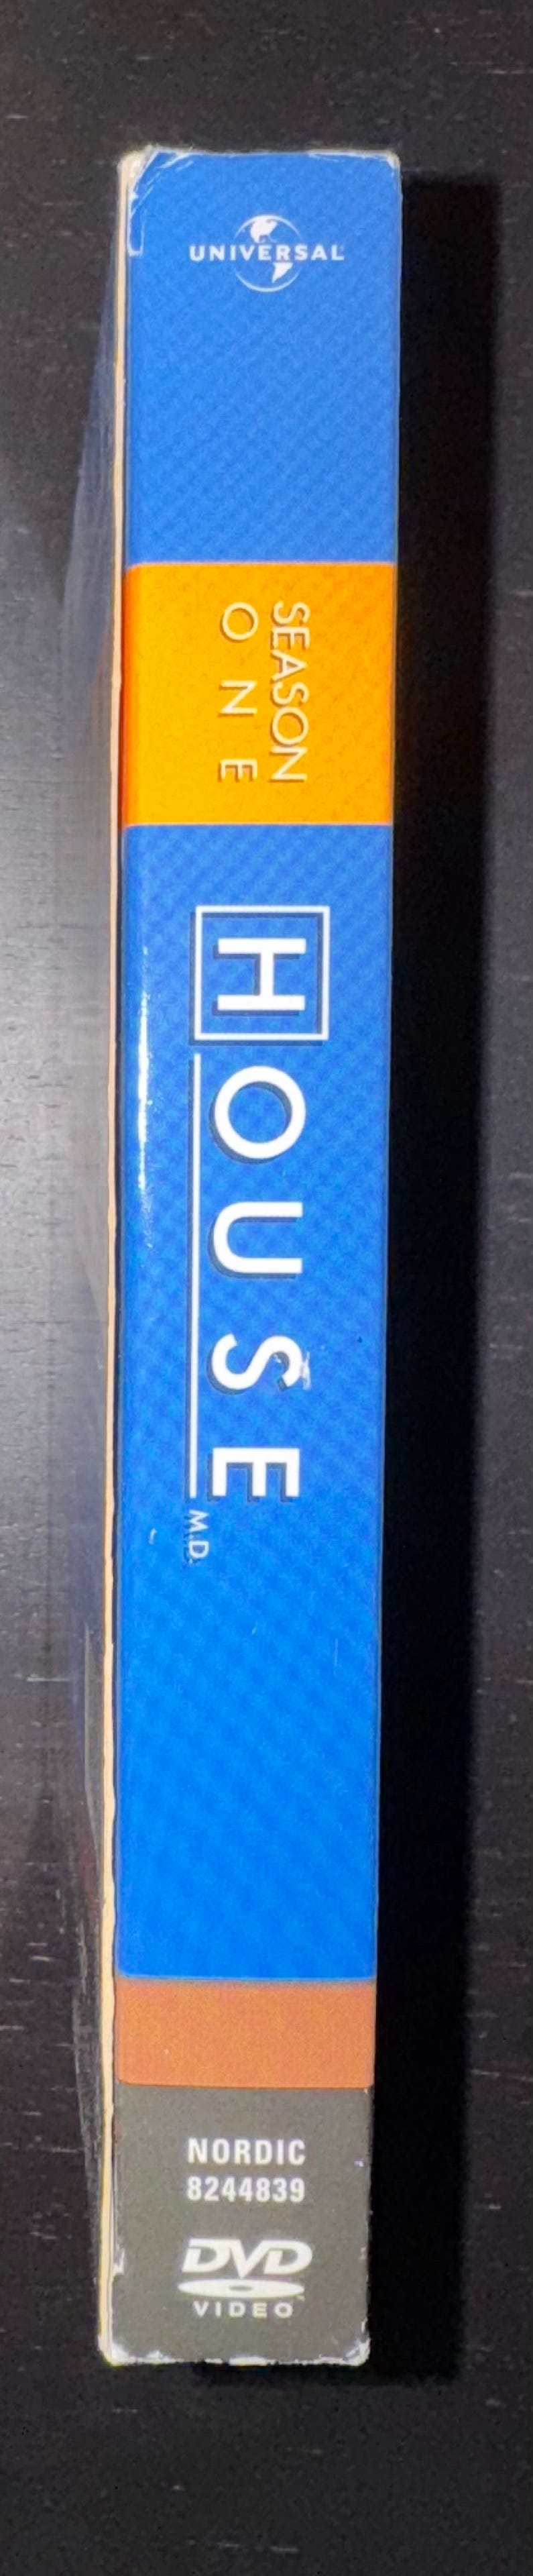 UNIVERSAL
SEASON
ONE
HOUSE
M.D.
NORDIC
8244839
DVD
VIDEO